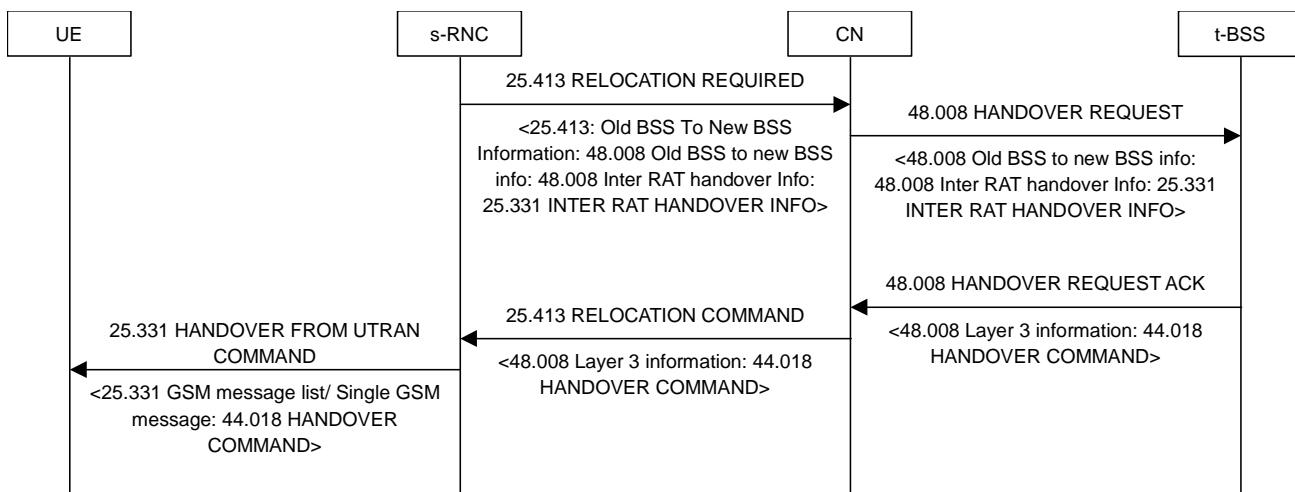 UE
s-RNC
CN
t-BSS
25.413 RELOCATION REQUIRED
<25.413: Old BSS To New BSS
Information: 48.008 Old BSS to new BSS
info: 48.008 Inter RAT handover Info:
25.331 INTER RAT HANDOVER INFO>
48.008 HANDOVER REQUEST
<48.008 Old BSS to new BSS info:
48.008 Inter RAT handover Info: 25.331
INTER RAT HANDOVER INFO>
48.008 HANDOVER REQUEST ACK
<48.008 Layer 3 information: 44.018
HANDOVER COMMAND>
25.413 RELOCATION COMMAND
<48.008 Layer 3 information: 44.018
HANDOVER COMMAND>
25.331 HANDOVER FROM UTRAN
COMMAND
<25.331 GSM message list/ Single GSM
message: 44.018 HANDOVER
COMMAND>